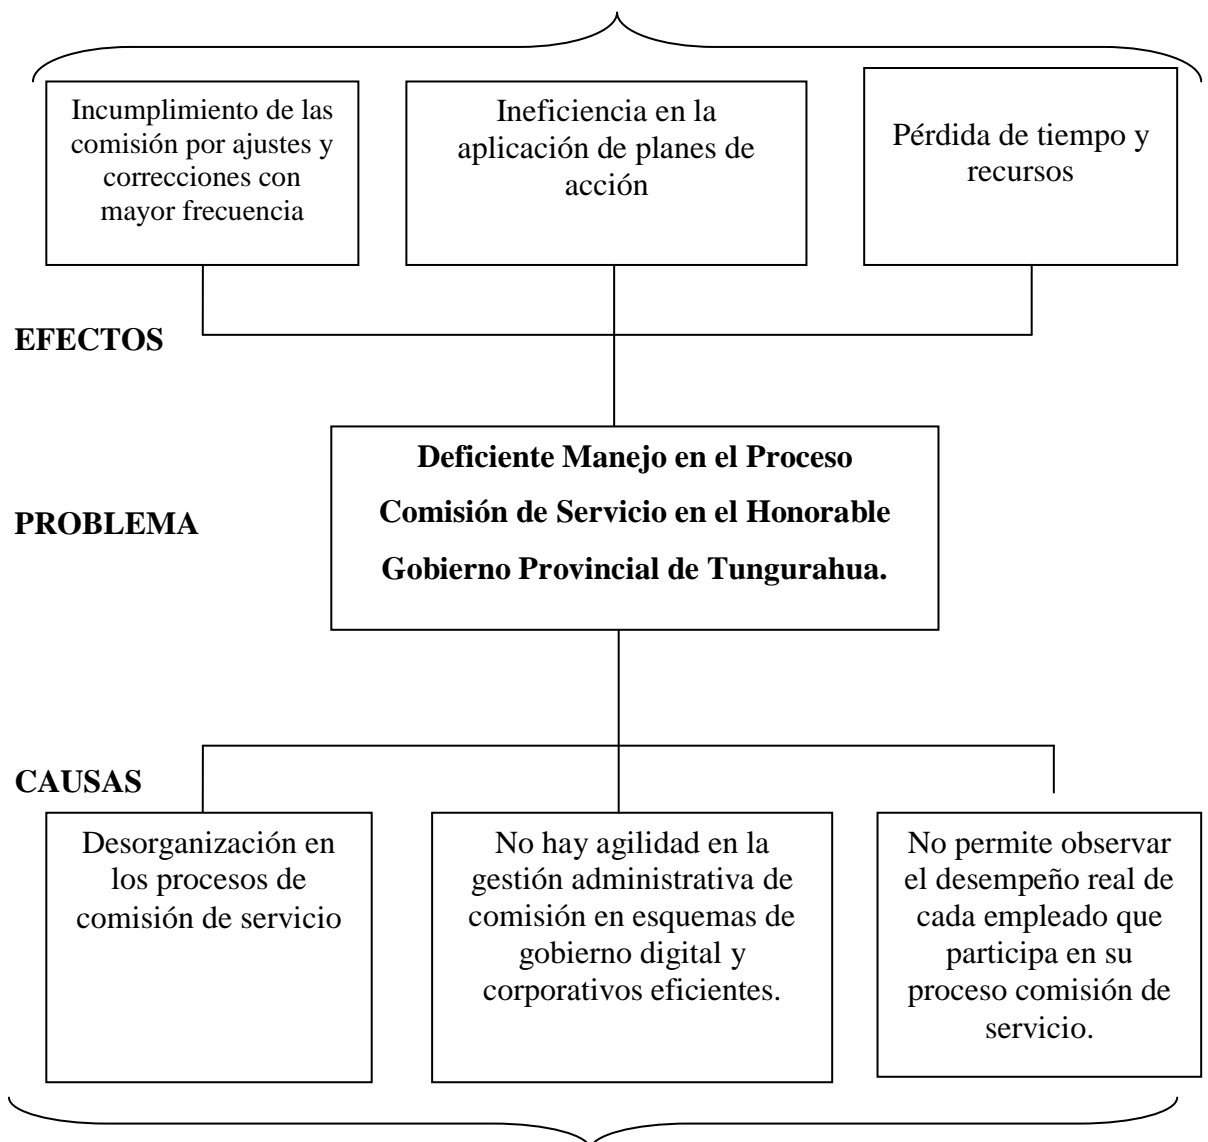 Incumplimiento de las
comisión por ajustes y
correcciones con
mayor frecuencia
Ineficiencia en la
aplicación de planes de
acción
Pérdida de tiempo y
recursos
EFECTOS
PROBLEMA
Deficiente Manejo en el Proceso
Comisión de Servicio en el Honorable
Gobierno Provincial de Tungurahua.
CAUSAS
Desorganización en
los procesos de
comisión de servicio
No hay agilidad en la
gestión administrativa de
comisión en esquemas de
gobierno digital y
corporativos eficientes.
No permite observar
el desempeño real de
cada empleado que
participa en su
proceso comisión de
servicio.